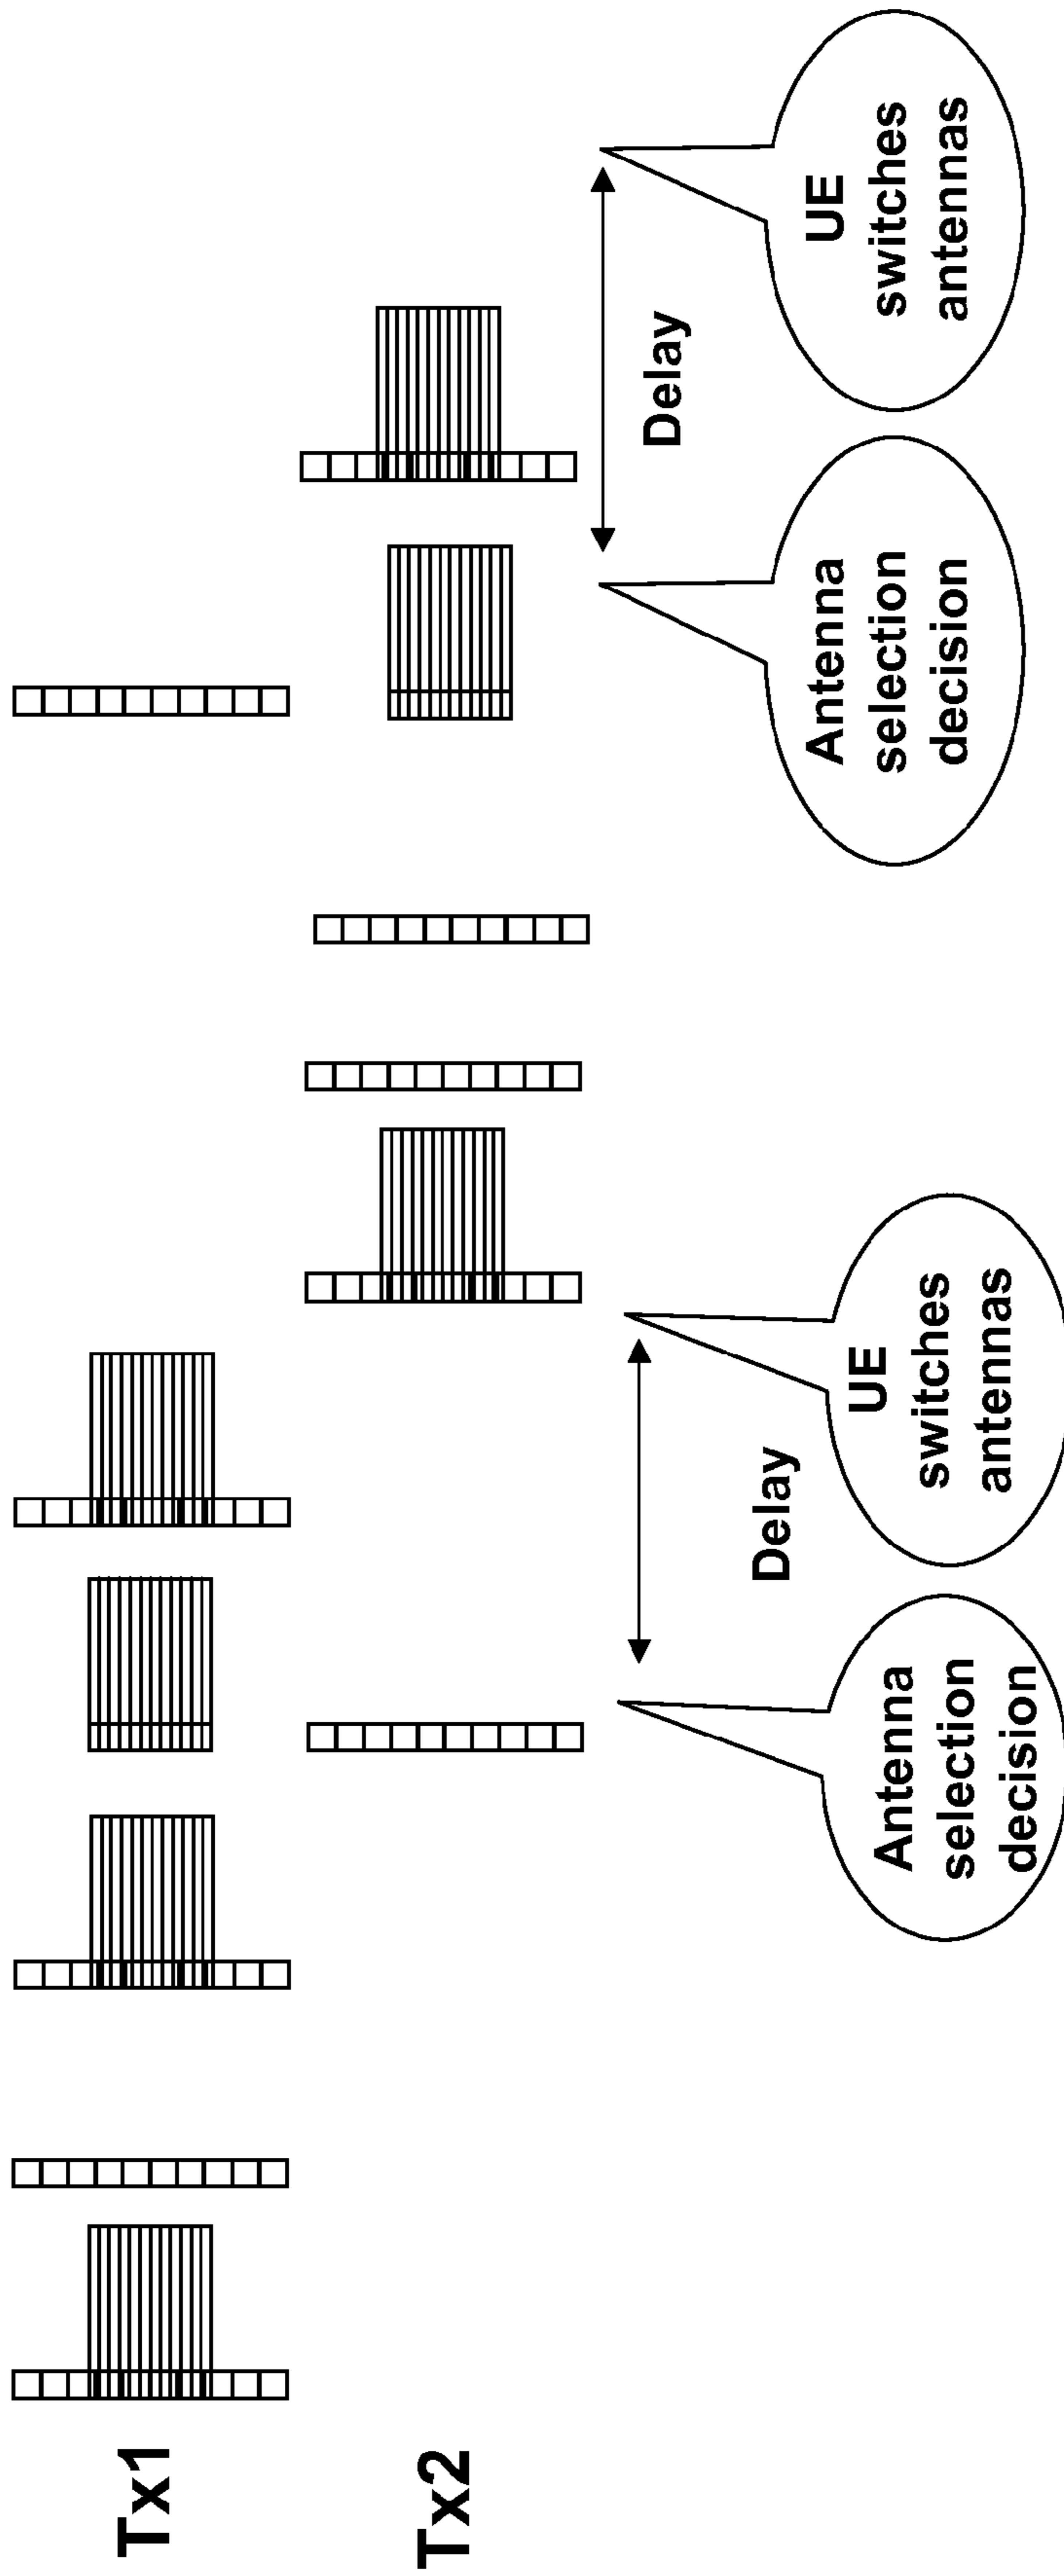 Tx1
Tx2
Antenna
selection
decision
Delay
UE
switches
antennas
Antenna
selection
decision
Delay
UE
switches
antennas